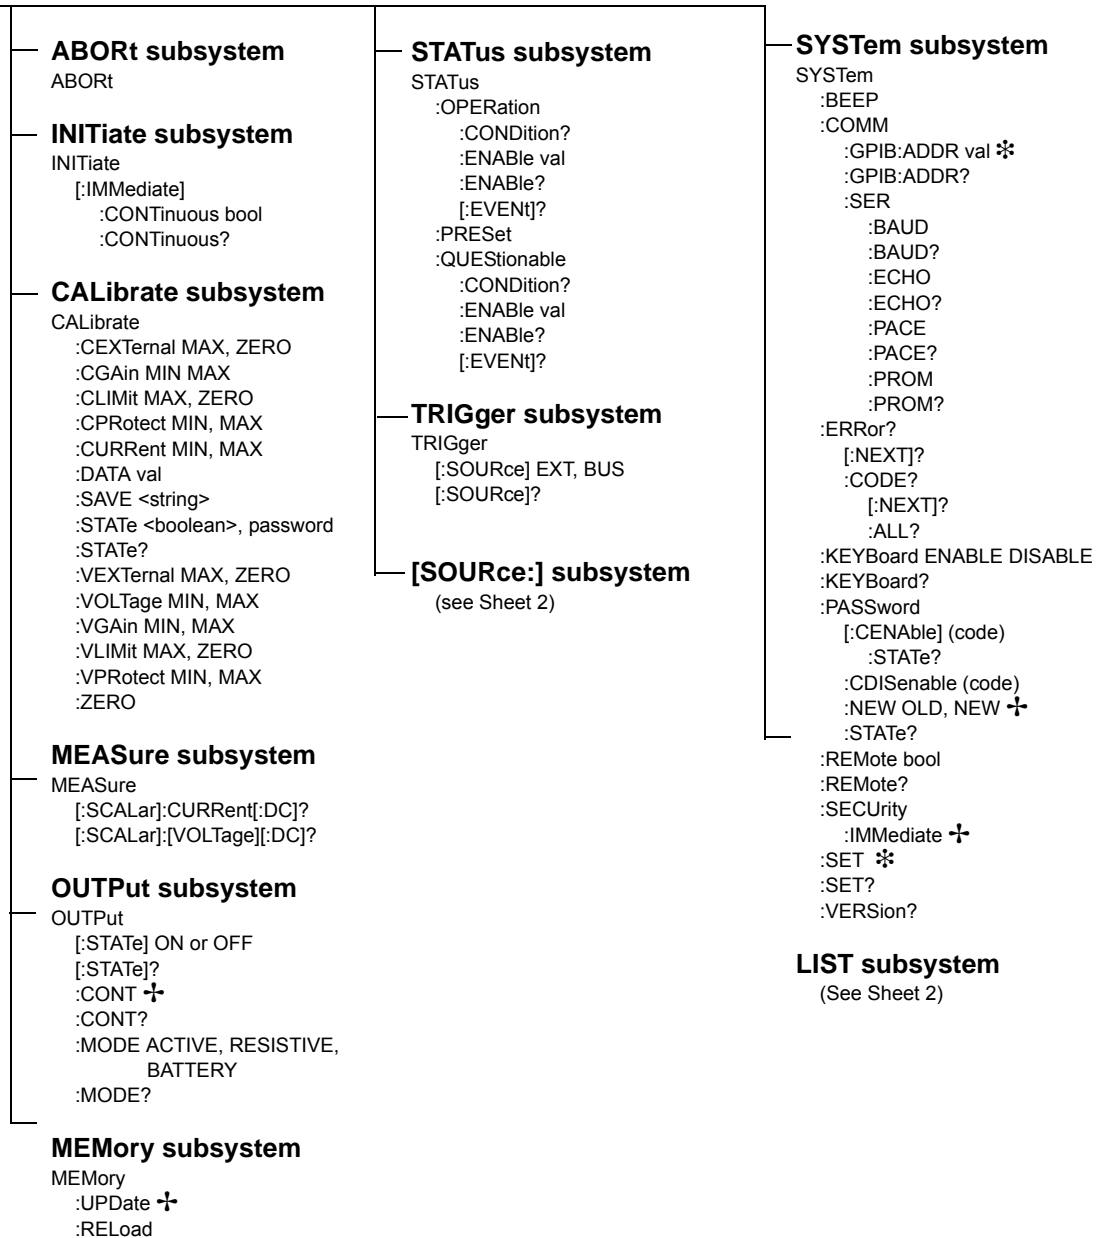 ABORt subsystem
ABORt
INITiate subsystem
INITiate
[:IMMediate]
:CONTinuous bool
:CONTinuous?
CALibrate subsystem
CALibrate
:CEXTernal MAX, ZERO
:CGAin MIN MAX
:CLIMit MAX, ZERO
:CPRotect MIN, MAX
:CURRent MIN, MAX
:DATA val
:SAVE <string>
:STATe <boolean>, password
:STATe?
:VEXTernal MAX, ZERO
:VOLTage MIN, MAX
:VGAin MIN, MAX
:VLIMit MAX, ZERO
:VPRotect MIN, MAX
:ZERO
MEASure subsystem
MEASure
[:SCALar]:CURRent[:DC]?
[:SCALar]:[VOLTage][:DC]?
OUTPut subsystem
OUTPut
[:STATe] ON or OFF
[:STATe]?
:CONT ✢
:CONT?
:MODE ACTIVE, RESISTIVE,
BATTERY
:MODE?
MEMory subsystem
MEMory
:UPDate ✢
:RELoad
STATus subsystem
STATus
:OPERation
:CONDition?
:ENABle val
:ENABle?
[:EVENt]?
:PRESet
:QUEStionable
:CONDition?
:ENABle val
:ENABle?
[:EVENt]?
TRIGger subsystem
TRIGger
[:SOURce] EXT, BUS
[:SOURce]?
[SOURce:] subsystem
(see Sheet 2)
SYSTem subsystem
SYSTem
:BEEP
:COMM
:GPIB:ADDR val ❇
:GPIB:ADDR?
:SER
:BAUD
:BAUD?
:ECHO
:ECHO?
:PACE
:PACE?
:PROM
:PROM?
:ERRor?
[:NEXT]?
:CODE?
[:NEXT]?
:ALL?
:KEYBoard ENABLE DISABLE
:KEYBoard?
:PASSword
[:CENAble] (code)
:STATe?
:CDISenable (code)
:NEW OLD, NEW ✢
:STATe?
:REMote bool
:REMote?
:SECUrity
:IMMediate ✢
:SET ❇
:SET?
:VERSion?
LIST subsystem
(See Sheet 2)